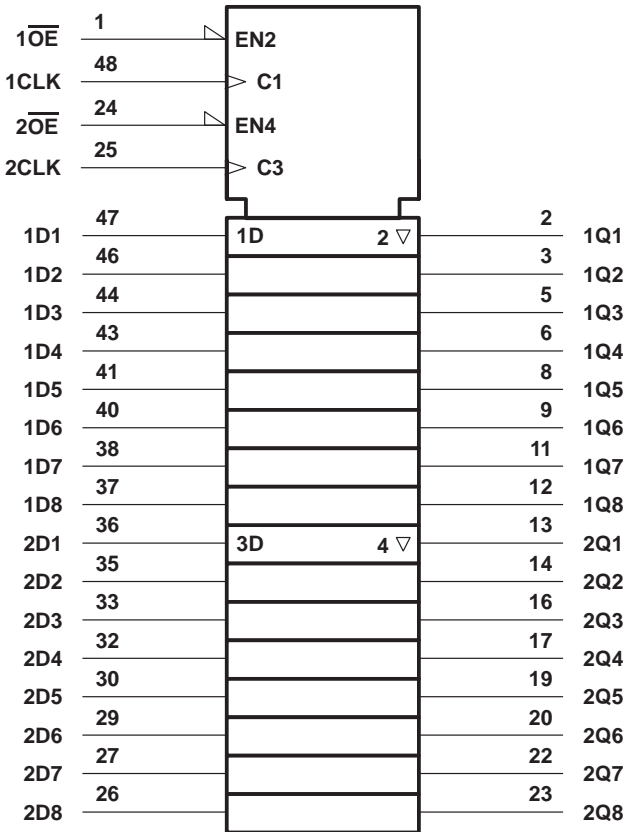 1O̅E̅ 1 EN2
1CLK 48 C1
2O̅E̅ 24 EN4
2CLK 25 C3
1D1 47 1D 2 ▽ 2 1Q1
1D2 46 3 1Q2
1D3 44 5 1Q3
1D4 43 6 1Q4
1D5 41 8 1Q5
1D6 40 9 1Q6
1D7 38 11 1Q7
1D8 37 12 1Q8
2D1 36 3D 4 ▽ 13 2Q1
2D2 35 14 2Q2
2D3 33 16 2Q3
2D4 32 17 2Q4
2D5 30 19 2Q5
2D6 29 20 2Q6
2D7 27 22 2Q7
2D8 26 23 2Q8